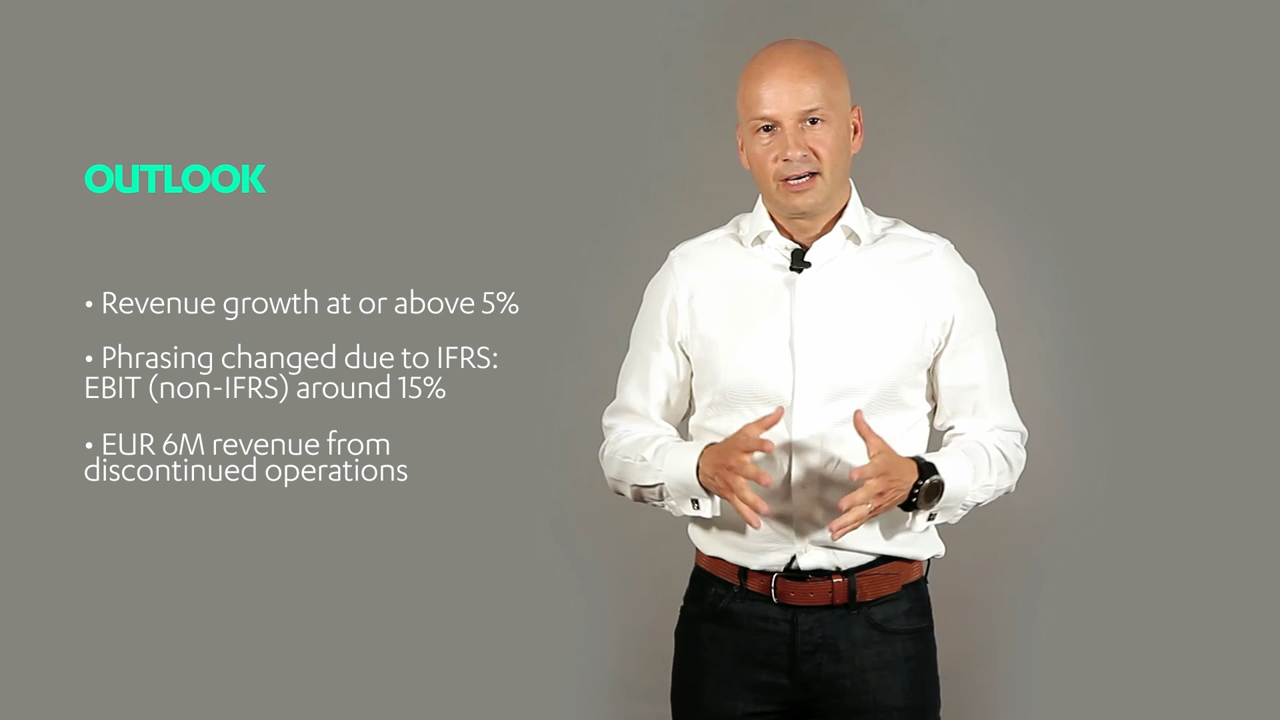 OUTLOOK
• Revenue growth at or above 5%
• Phrasing changed due to IFRS:
EBIT (non-IFRS) around 15%
• EUR 6M revenue from
discontinued operations